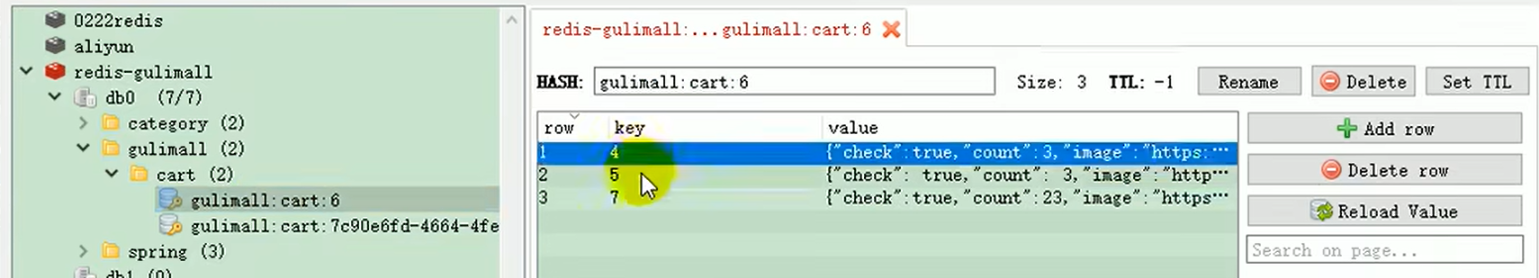 0222redis
aliyun
redis-gulimall
db0 (7/7)
category (2)
gulimall (2)
cart (2)
gulimall:cart:6
gulimall:cart:7c90e6fd-4664-4fe
spring (3)
db1 (0)
redis-gulimall:...gulimall:cart:6
HASH: gulimall:cart:6 Size: 3 TTL: -1 Rename Delete Set TTL
row key value
1 4 {"check":true,"count":3,"image":"https:···
2 5 {"check": true,"count": 3,"image":"http···
3 7 {"check":true,"count":23,"image":"https···
Add row
Delete row
Reload Value
Search on page...